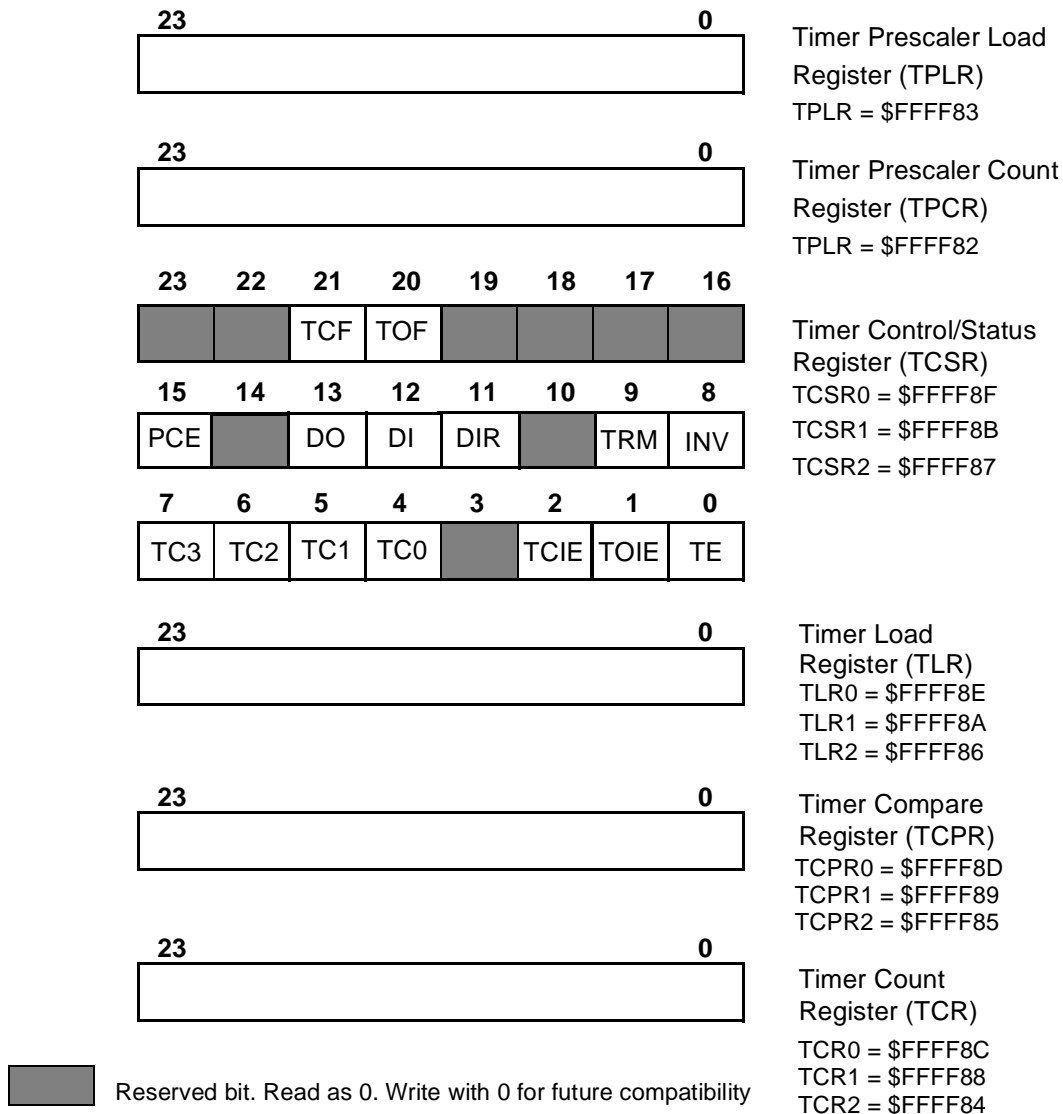 23 0
Timer Prescaler Load
Register (TPLR)
TPLR = $FFFF83
23 0
Timer Prescaler Count
Register (TPCR)
TPLR = $FFFF82
23 22 21 20 19 18 17 16
TCF TOF
15 14 13 12 11 10 9 8
PCE DO DI DIR TRM INV
7 6 5 4 3 2 1 0
TC3 TC2 TC1 TC0 TCIE TOIE TE
Timer Control/Status
Register (TCSR)
TCSR0 = $FFFF8F
TCSR1 = $FFFF8B
TCSR2 = $FFFF87
23 0
Timer Load
Register (TLR)
TLR0 = $FFFF8E
TLR1 = $FFFF8A
TLR2 = $FFFF86
23 0
Timer Compare
Register (TCPR)
TCPR0 = $FFFF8D
TCPR1 = $FFFF89
TCPR2 = $FFFF85
23 0
Timer Count
Register (TCR)
TCR0 = $FFFF8C
TCR1 = $FFFF88
TCR2 = $FFFF84
Reserved bit. Read as 0. Write with 0 for future compatibility